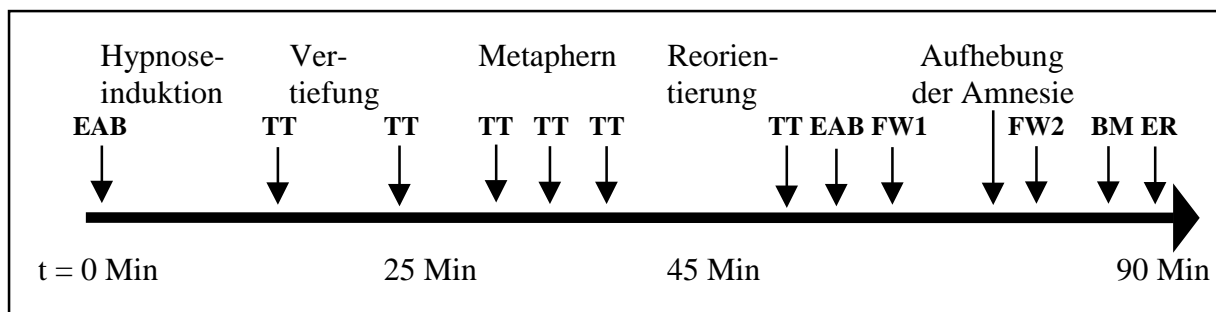 Hypnose- Ver- Metaphern Reorien- Aufhebung
induktion tiefung tierung der Amnesie
EAB TT TT TT TT TT TT EAB FW1 FW2 BM ER
t = 0 Min 25 Min 45 Min 90 Min